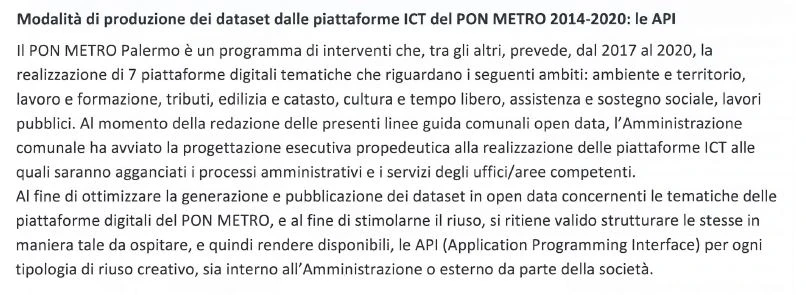 Modalità di produzione dei dataset dalle piattaforme ICT del PON METRO 2014-2020: le API
Il PON METRO Palermo è un programma di interventi che, tra gli altri, prevede, dal 2017 al 2020, la
realizzazione di 7 piattaforme digitali tematiche che riguardano i seguenti ambiti: ambiente e territorio,
lavoro e formazione, tributi, edilizia e catasto, cultura e tempo libero, assistenza e sostegno sociale, lavori
pubblici. Al momento della redazione delle presenti linee guida comunali open data, l'Amministrazione
comunale ha avviato la progettazione esecutiva propedeutica alla realizzazione delle piattaforme ICT alle
quali saranno agganciati i processi amministrativi e i servizi degli uffici/aree competenti.
Al fine di ottimizzare la generazione e pubblicazione dei dataset in open data concernenti le tematiche delle
piattaforme digitali del PON METRO, e al fine di stimolarne il riuso, si ritiene valido strutturare le stesse in
maniera tale da ospitare, e quindi rendere disponibili, le API (Application Programming Interface) per ogni
tipologia di riuso creativo, sia interno all'Amministrazione o esterno da parte della società.